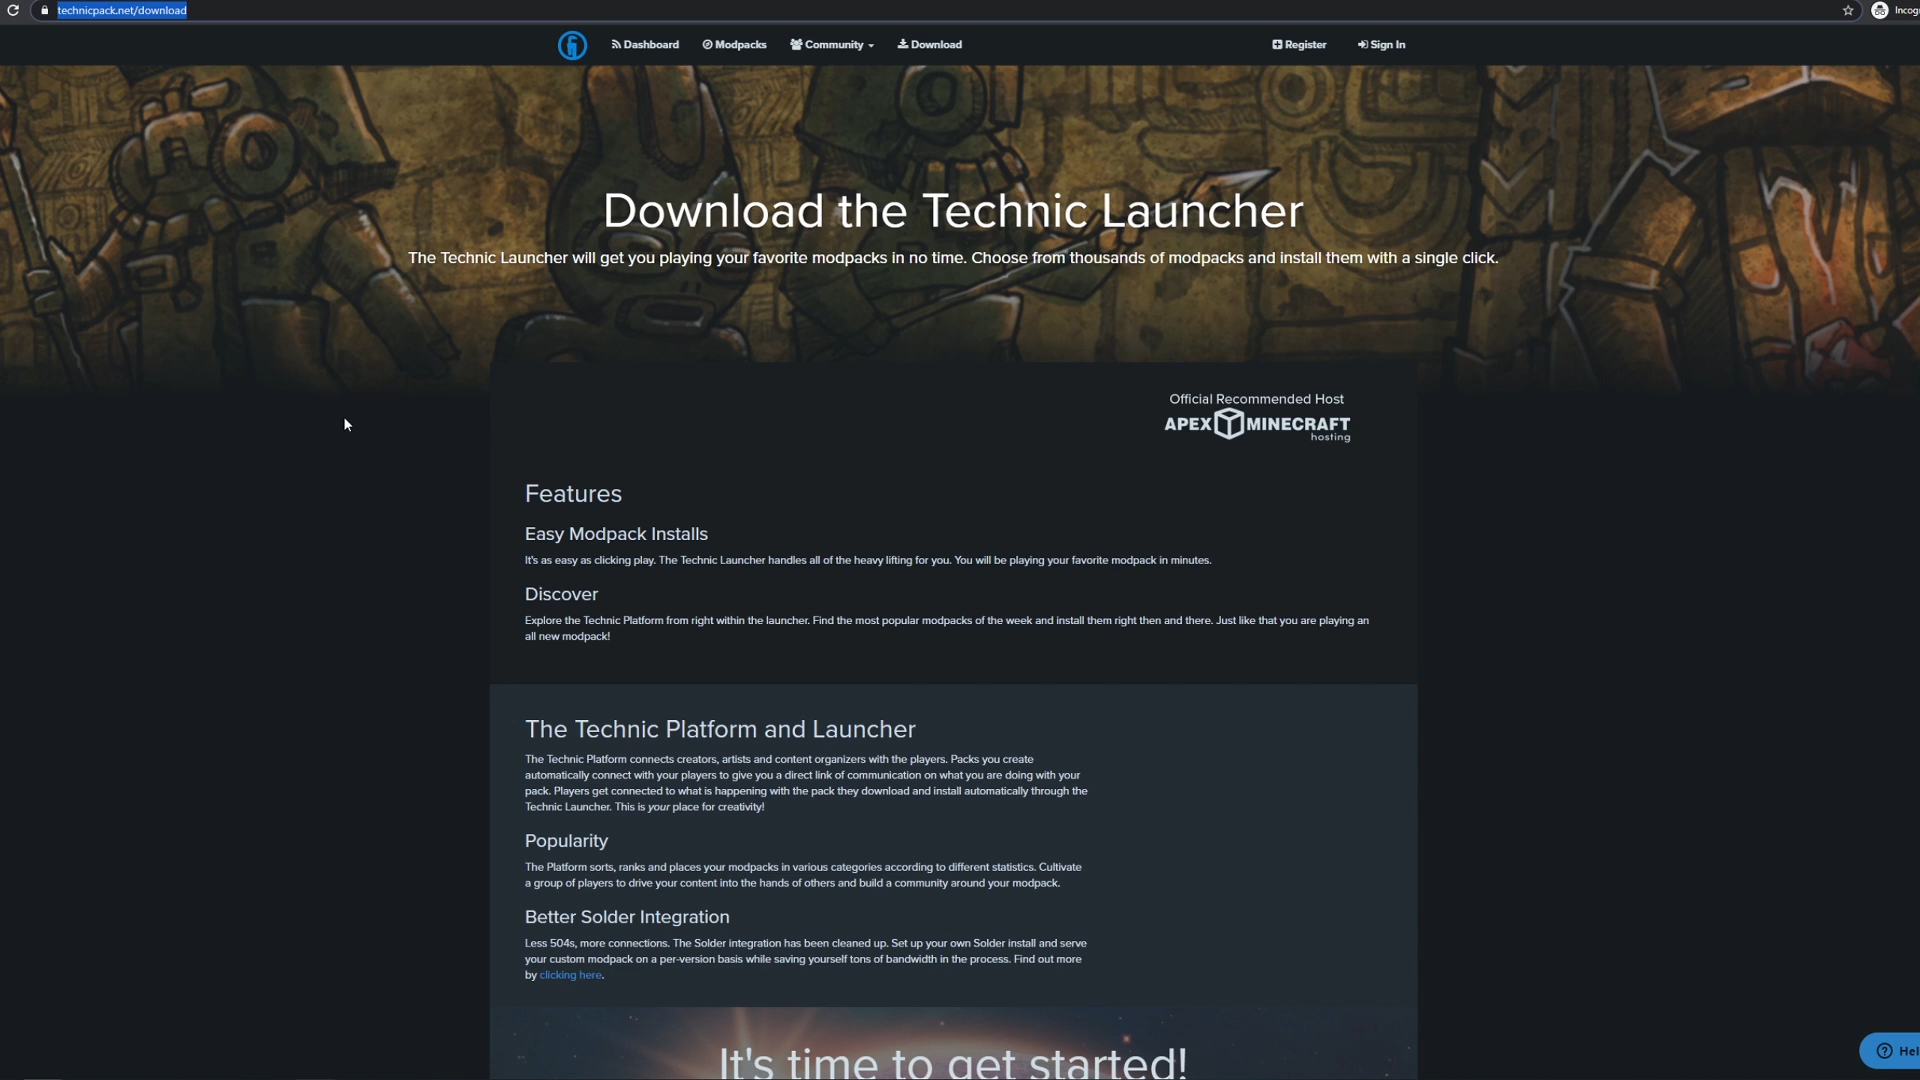 technicpack.net/download
Incog
Dashboard
Modpacks
Community
Download
Register
Sign In
Download the Technic Launcher
The Technic Launcher will get you playing your favorite modpacks in no time. Choose from thousands of modpacks and install them with a single click.
Official Recommended Host
APEX MINECRAFT
hosting
Features
Easy Modpack Installs
It's as easy as clicking play. The Technic Launcher handles all of the heavy lifting for you. You will be playing your favorite modpack in minutes.
Discover
Explore the Technic Platform from right within the launcher. Find the most popular modpacks of the week and install them right then and there. Just like that you are playing an
all new modpack!
The Technic Platform and Launcher
The Technic Platform connects creators, artists and content organizers with the players. Packs you create
automatically connect with your players to give you a direct link of communication on what you are doing with your
pack. Players get connected to what is happening with the pack they download and install automatically through the
Technic Launcher. This is your place for creativity!
Popularity
The Platform sorts, ranks and places your modpacks in various categories according to different statistics. Cultivate
a group of players to drive your content into the hands of others and build a community around your modpack.
Better Solder Integration
Less 504s, more connections. The Solder integration has been cleaned up. Set up your own Solder install and serve
your custom modpack on a per-version basis while saving yourself tons of bandwidth in the process. Find out more
by clicking here.
It's time to get started!
Hel